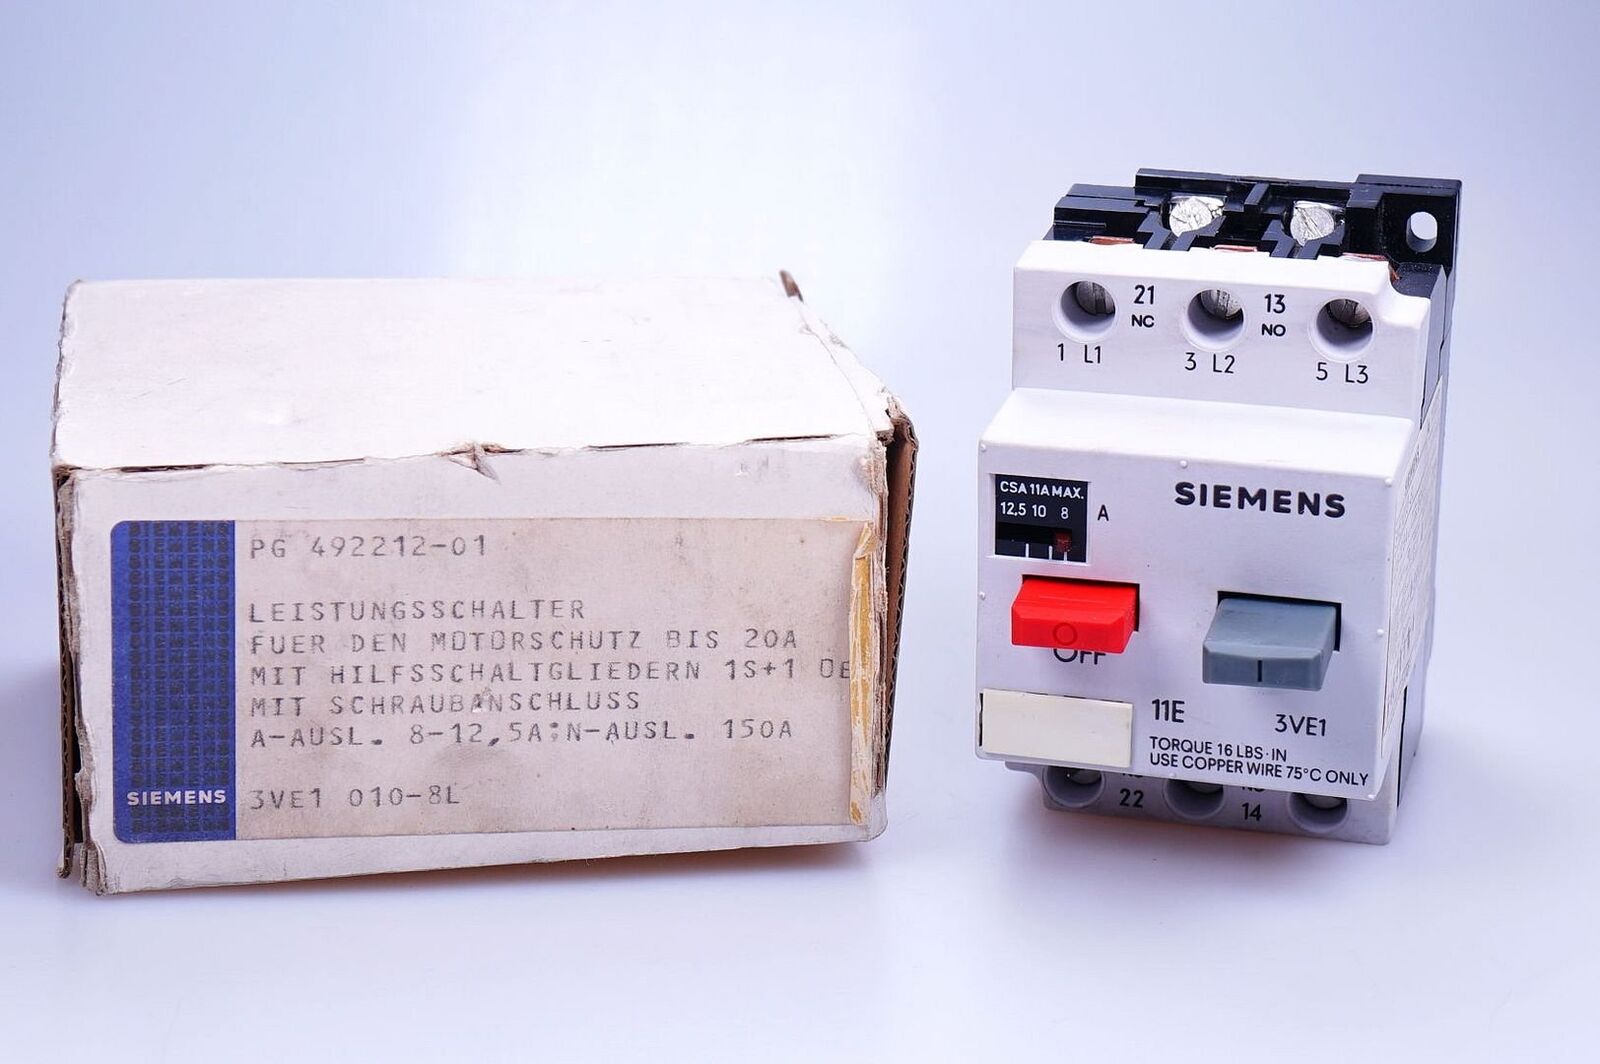 PG 492212-01
LEISTUNGSSCHALTER
FUER DEN MOTORSCHUTZ BIS 20A
MIT HILFSSCHALTGLIEDERN 1S+1 OE
MIT SCHRAUBANSCHLUSS
A-AUSL. 8-12,5A:N-AUSL. 150A
SIEMENS
3VE1 010-8L
21 13
NC NO
1 L1 3 L2 5 L3
CSA 11A MAX.
12,5 10 8 A
SIEMENS
OFF
11E
3VE1
TORQUE 16 LBS·IN
USE COPPER WIRE 75°C ONLY
22 14